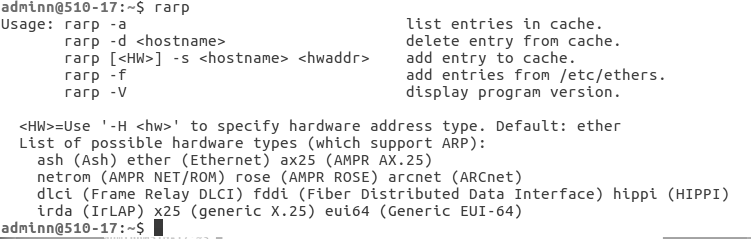 adminn@510-17:~$ rarp
Usage: rarp -a                               list entries in cache.
       rarp -d <hostname>                    delete entry from cache.
       rarp [<HW>] -s <hostname> <hwaddr>    add entry to cache.
       rarp -f                               add entries from /etc/ethers.
       rarp -V                               display program version.

  <HW>=Use '-H <hw>' to specify hardware address type. Default: ether
  List of possible hardware types (which support ARP):
    ash (Ash) ether (Ethernet) ax25 (AMPR AX.25)
    netrom (AMPR NET/ROM) rose (AMPR ROSE) arcnet (ARCnet)
    dlci (Frame Relay DLCI) fddi (Fiber Distributed Data Interface) hippi (HIPPI)
    irda (IrLAP) x25 (generic X.25) eui64 (Generic EUI-64)
adminn@510-17:~$